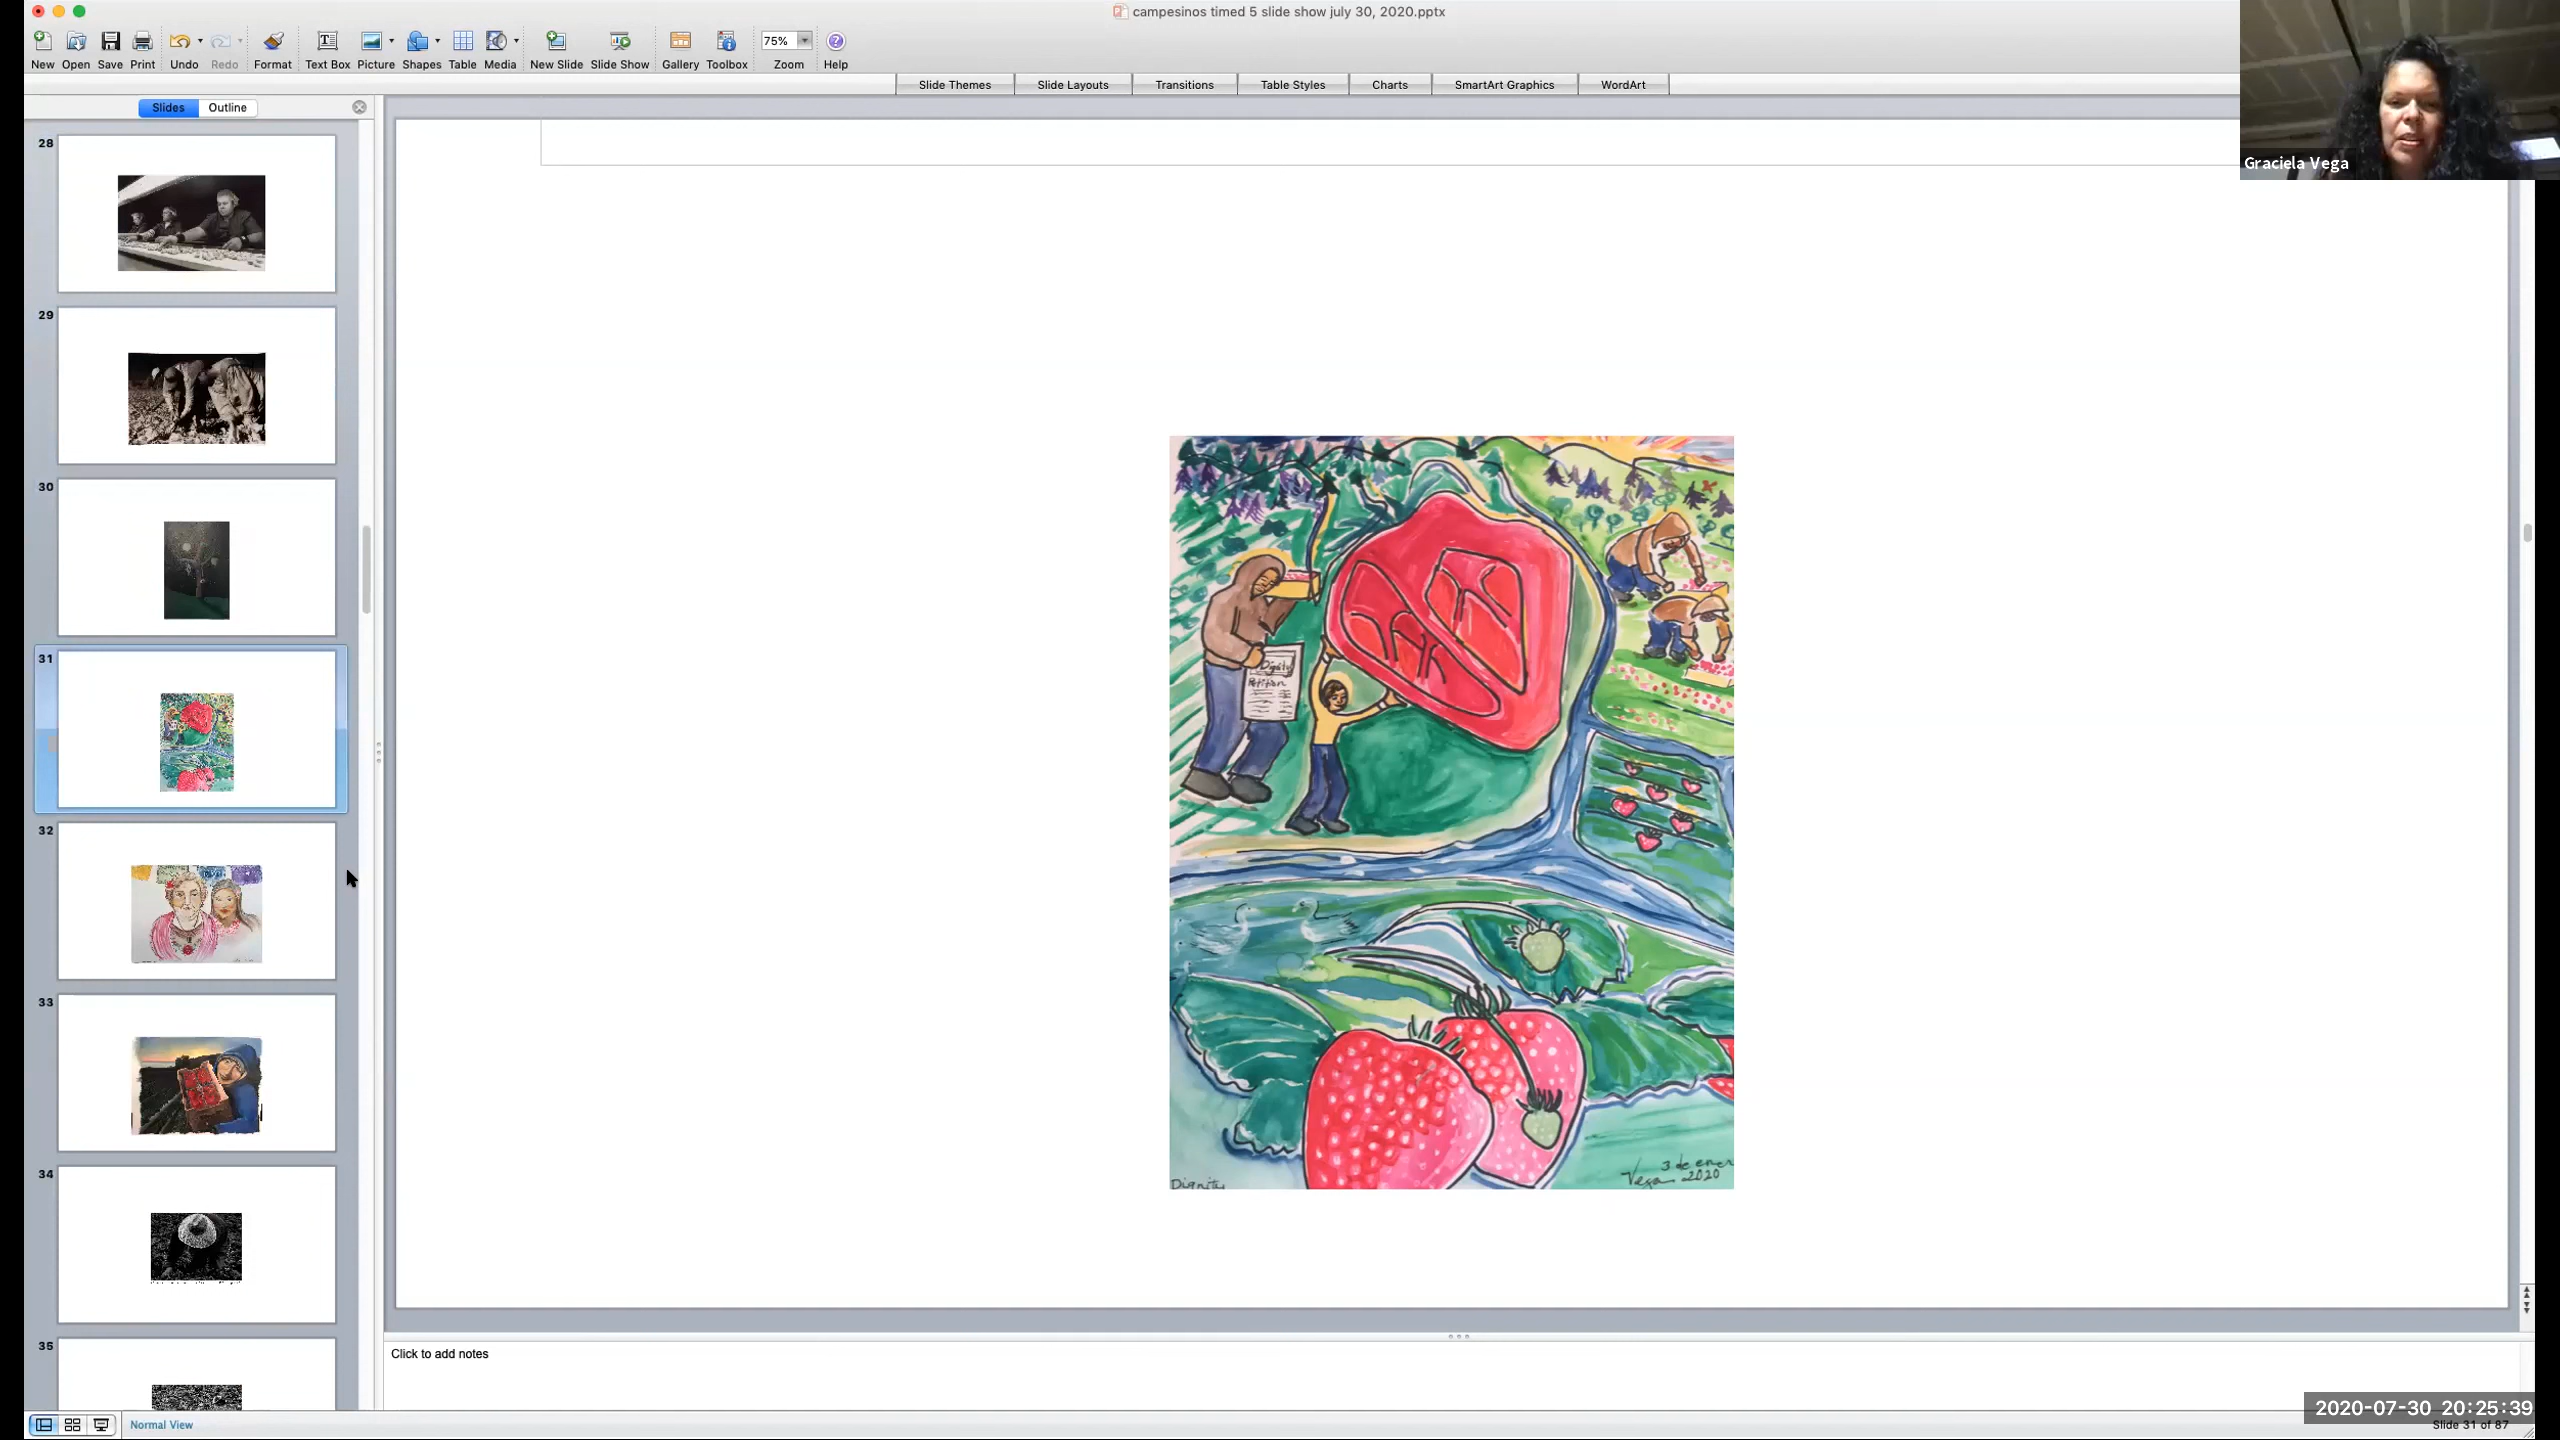 campesinos timed 5 slide show july 30, 2020.pptx
New Open Save Print Undo Redo Format Text Box Picture Shapes Table Media New Slide Slide Show Gallery Toolbox 75% Zoom Help
Slide Themes Slide Layouts Transitions Table Styles Charts SmartArt Graphics WordArt
Slides Outline
Graciela Vega
28
29
30
31
32
33
34
35
Dignity
Petition
Dignity
3 de ener
Vega 2020
Click to add notes
Normal View
2020-07-30 20:25:39
Slide 31 of 87